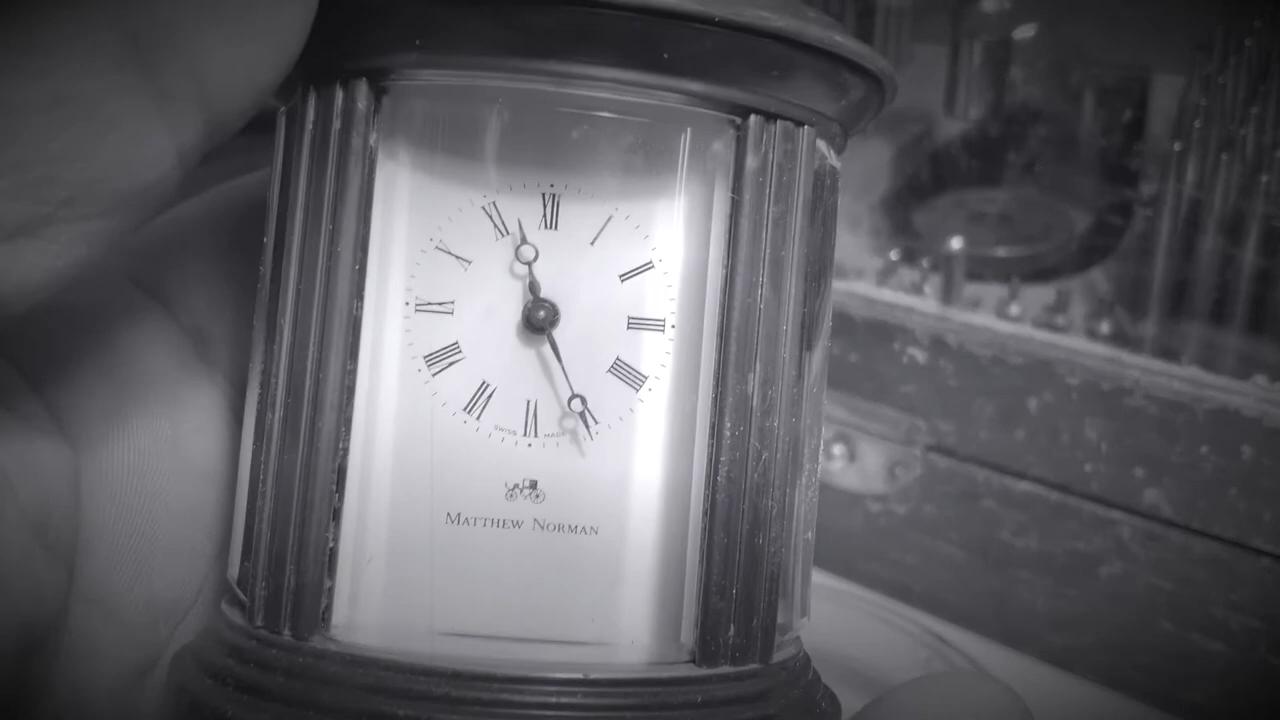 XII
I
II
III
IIII
V
VI
VII
VIII
IX
X
XI
SWISS MADE
MATTHEW NORMAN